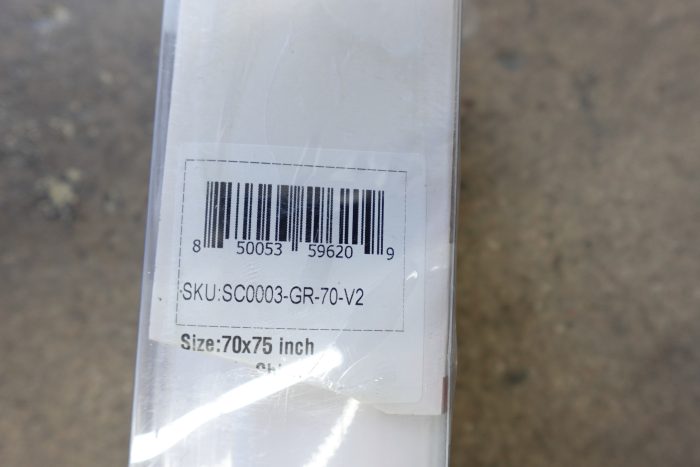 8 50053 59620 9
SKU:SC0003-GR-70-V2
Size:70x75 inch